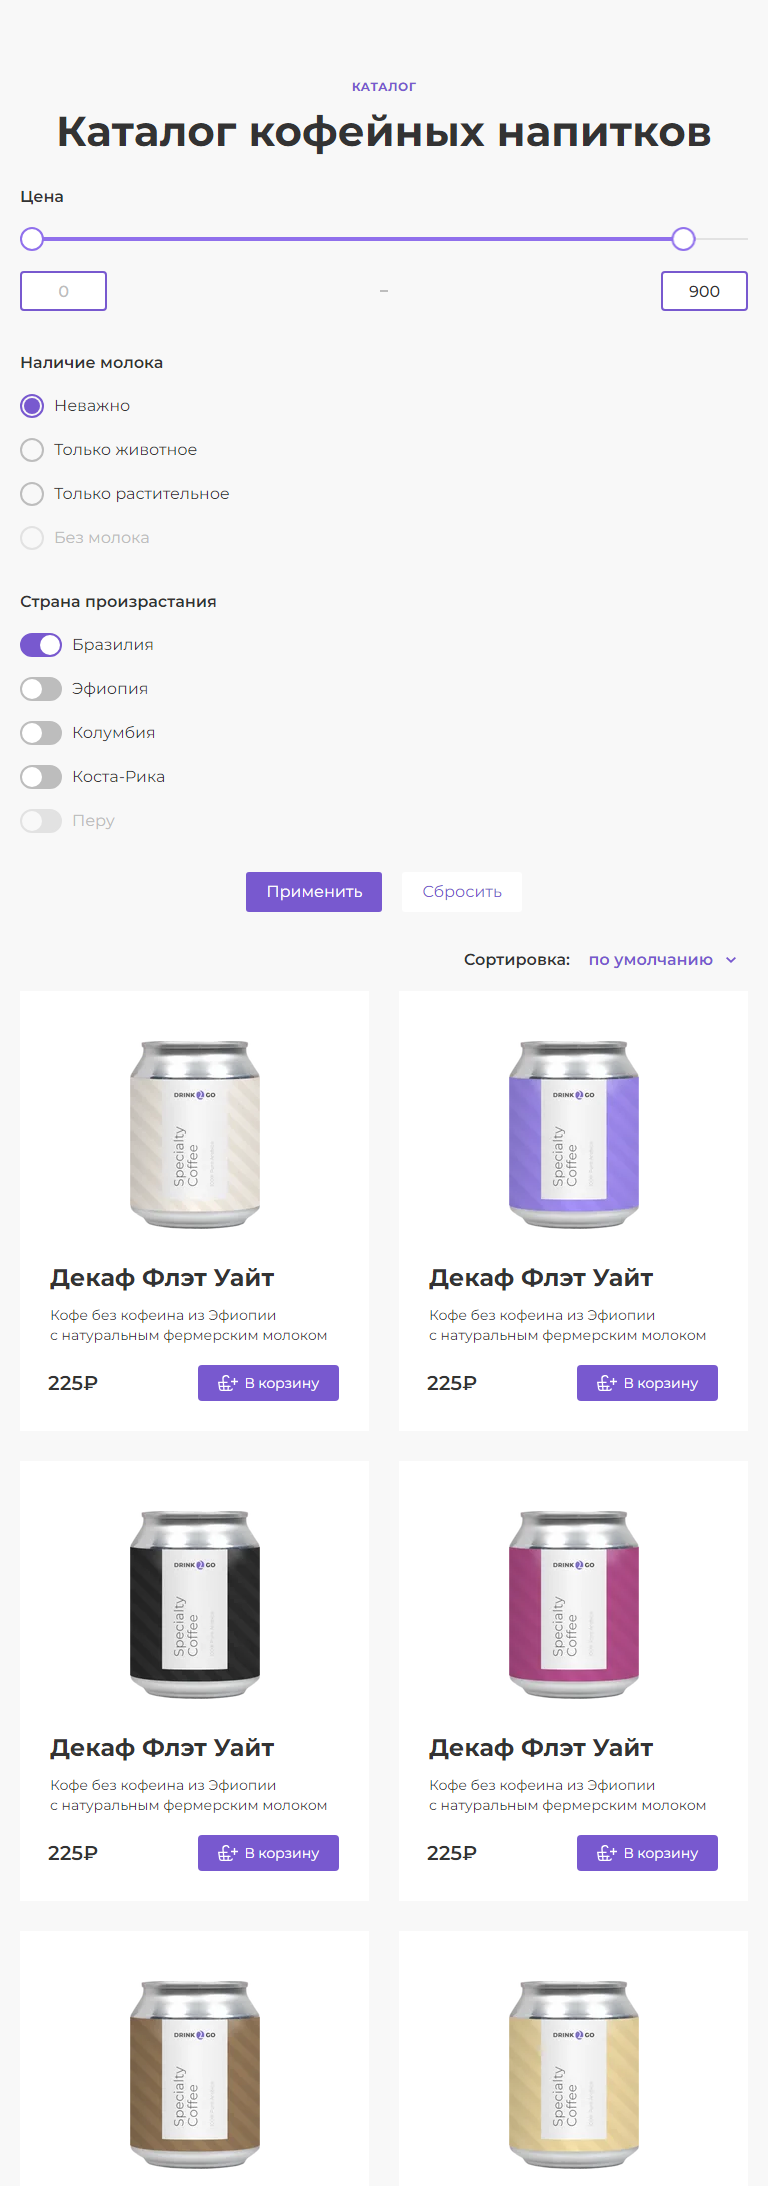 КАТАЛОГ
Каталог кофейных напитков
Цена
0
–
900
Наличие молока
Неважно
Только животное
Только растительное
Без молока
Страна произрастания
Бразилия
Эфиопия
Колумбия
Коста-Рика
Перу
Применить
Сбросить
Сортировка: по умолчанию
DRINK 2 GO
Specialty
Coffee
Декаф Флэт Уайт
Кофе без кофеина из Эфиопии
с натуральным фермерским молоком
225₽
В корзину
DRINK 2 GO
Specialty
Coffee
Декаф Флэт Уайт
Кофе без кофеина из Эфиопии
с натуральным фермерским молоком
225₽
В корзину
DRINK 2 GO
Specialty
Coffee
Декаф Флэт Уайт
Кофе без кофеина из Эфиопии
с натуральным фермерским молоком
225₽
В корзину
DRINK 2 GO
Specialty
Coffee
Декаф Флэт Уайт
Кофе без кофеина из Эфиопии
с натуральным фермерским молоком
225₽
В корзину
DRINK 2 GO
Specialty
Coffee
DRINK 2 GO
Specialty
Coffee